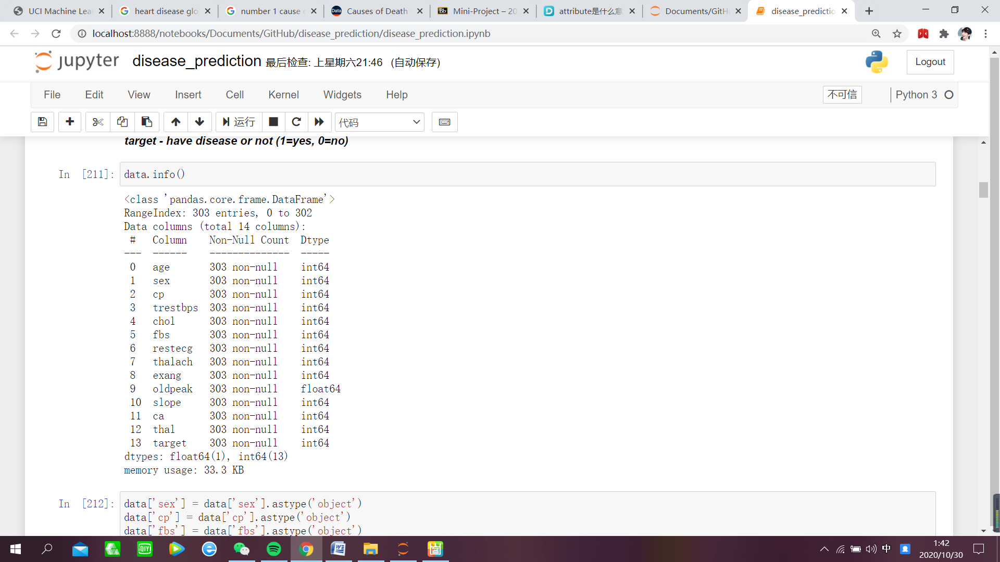 UCI Machine Lea
heart disease glo
number 1 cause
Causes of Death
Mini-Project – 20
attribute是什么意
Documents/GitH
disease_predictio
localhost:8888/notebooks/Documents/GitHub/disease_prediction/disease_prediction.ipynb
jupyter disease_prediction 最后检查: 上星期六21:46 (自动保存)
Logout
File Edit View Insert Cell Kernel Widgets Help 不可信 Python 3
运行 代码
target - have disease or not (1=yes, 0=no)
In [211]: data.info()
<class 'pandas.core.frame.DataFrame'>
RangeIndex: 303 entries, 0 to 302
Data columns (total 14 columns):
# Column Non-Null Count Dtype
--- ------ -------------- -----
0 age 303 non-null int64
1 sex 303 non-null int64
2 cp 303 non-null int64
3 trestbps 303 non-null int64
4 chol 303 non-null int64
5 fbs 303 non-null int64
6 restecg 303 non-null int64
7 thalach 303 non-null int64
8 exang 303 non-null int64
9 oldpeak 303 non-null float64
10 slope 303 non-null int64
11 ca 303 non-null int64
12 thal 303 non-null int64
13 target 303 non-null int64
dtypes: float64(1), int64(13)
memory usage: 33.3 KB
In [212]: data['sex'] = data['sex'].astype('object')
data['cp'] = data['cp'].astype('object')
data['fbs'] = data['fbs'].astype('object')
中
1:42
2020/10/30